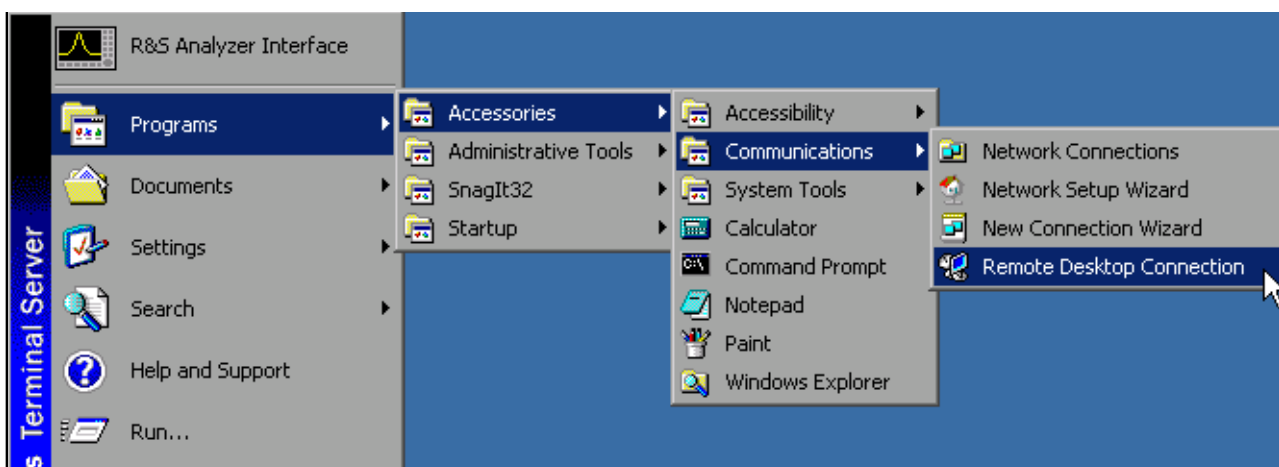 R&S Analyzer Interface
Programs
Documents
Settings
Search
Help and Support
Run...
s Terminal Server
Accessories
Administrative Tools
SnagIt32
Startup
Accessibility
Communications
System Tools
Calculator
Command Prompt
Notepad
Paint
Windows Explorer
Network Connections
Network Setup Wizard
New Connection Wizard
Remote Desktop Connection